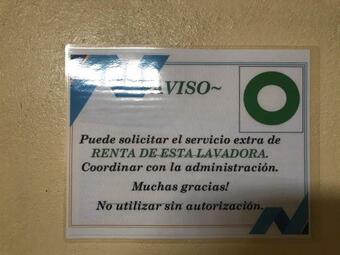 ~AVISO~
Puede solicitar el servicio extra de
RENTA DE ESTA LAVADORA.
Coordinar con la administración.
Muchas gracias!
No utilizar sin autorización.